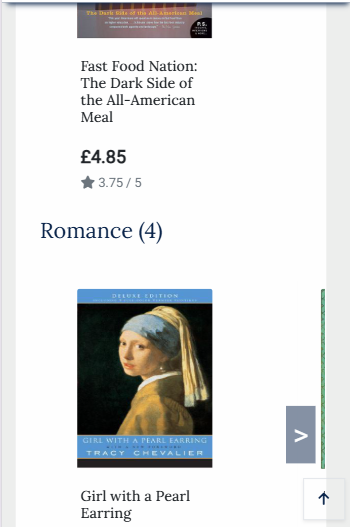 The Dark Side of the All-American Meal
P.S.
Fast Food Nation:
The Dark Side of
the All-American
Meal
£4.85
3.75 / 5
Romance (4)
DELUXE EDITION
GIRL WITH A PEARL EARRING
TRACY CHEVALIER
>
Girl with a Pearl
Earring